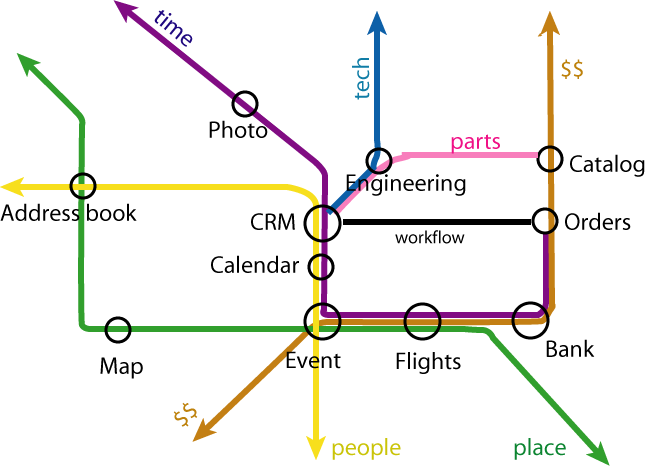 time
tech
$$
Photo
parts
Catalog
Engineering
Address book
CRM
Orders
workflow
Calendar
Map
Event
Flights
Bank
$$
people
place